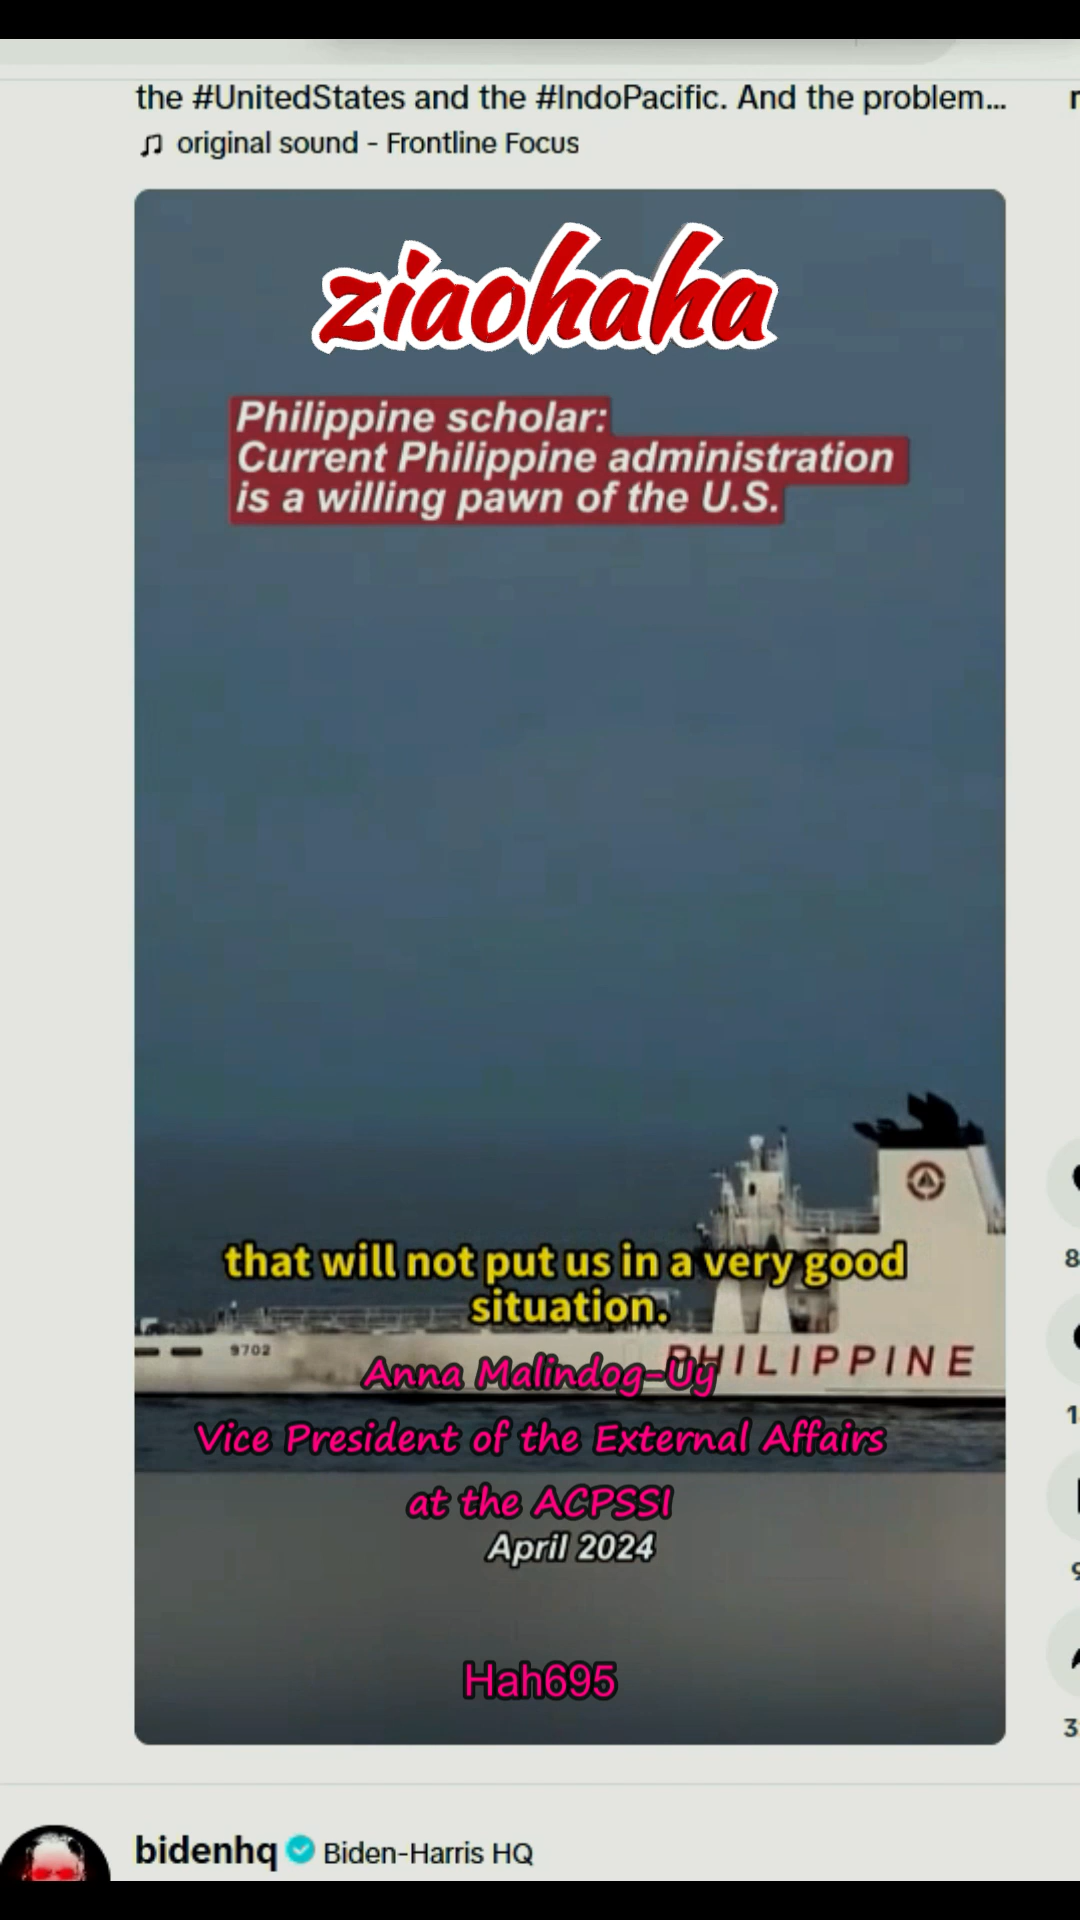 the #UnitedStates and the #IndoPacific. And the problem...
original sound - Frontline Focus
ziaohaha
Philippine scholar:
Current Philippine administration
is a willing pawn of the U.S.
that will not put us in a very good
situation.
9702
PHILIPPINE
Anna Malindog-Uy
Vice President of the External Affairs
at the ACPSSI
April 2024
Hah695
bidenhq Biden-Harris HQ